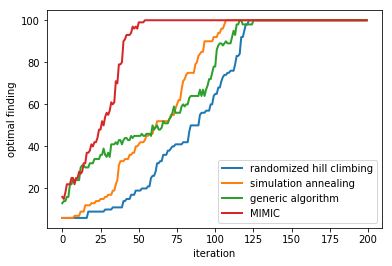 100
80
60
40
20
optimal finding
randomized hill climbing
simulation annealing
generic algorithm
MIMIC
0 25 50 75 100 125 150 175 200
iteration